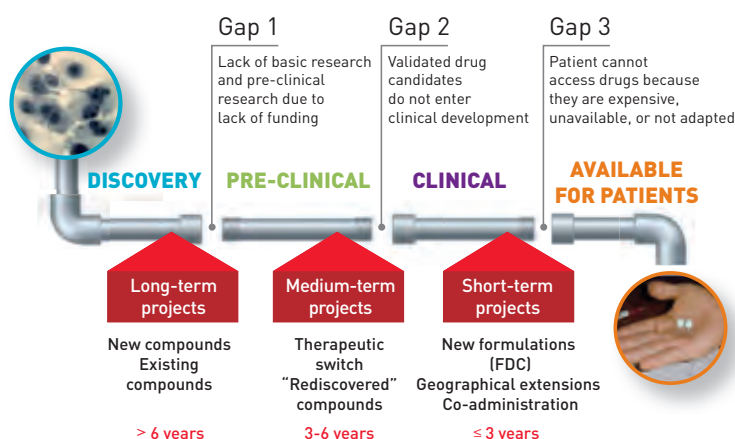 Gap 1
Lack of basic research
and pre-clinical
research due to
lack of funding
Gap 2
Validated drug
candidates
do not enter
clinical development
Gap 3
Patient cannot
access drugs because
they are expensive,
unavailable, or not adapted
DISCOVERY
PRE-CLINICAL
CLINICAL
AVAILABLE
FOR PATIENTS
Long-term
projects
New compounds
Existing
compounds
> 6 years
Medium-term
projects
Therapeutic
switch
“Rediscovered”
compounds
3-6 years
Short-term
projects
New formulations
(FDC)
Geographical extensions
Co-administration
≤ 3 years